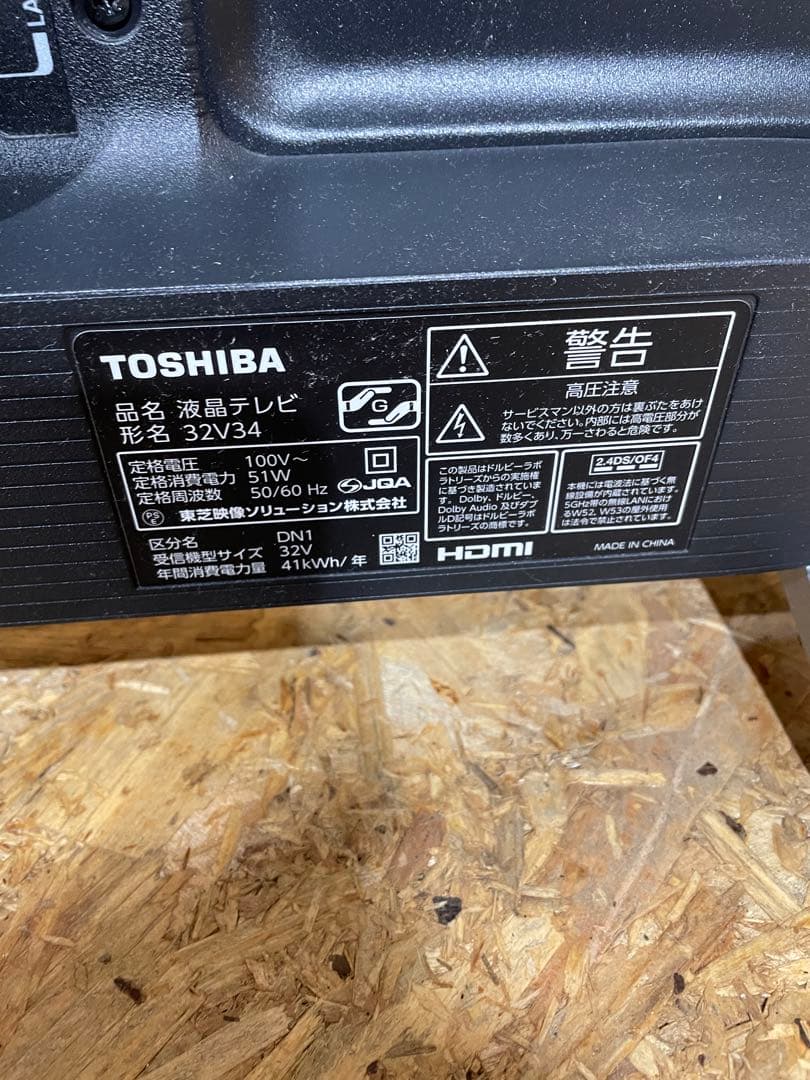 LA
TOSHIBA
品名 液晶テレビ
形名 32V34
G
定格電圧 100V～
定格消費電力 51W
定格周波数 50/60 Hz
JQA
PS
E
東芝映像ソリューション株式会社
区分名 DN1
受信機型サイズ 32V
年間消費電力量 41kWh/年
警告
高圧注意
サービスマン以外の方は裏ぶたをあけ
ないでください。内部には高電圧部分が
数多くあり、万一さわると危険です。
この製品はドルビーラボ
ラトリーズからの実施権
に基づき製造されていま
す。Dolby、ドルビー、
Dolby Audio 及びダブ
ルD記号はドルビーラボ
ラトリーズの商標です。
2.4DS/OF4
本機には電波法に基づく無
線設備が内蔵されています。
5GHz帯の無線LANにおけ
るW52、W53の屋外使用
は法令で禁止されています。
HDMI
MADE IN CHINA